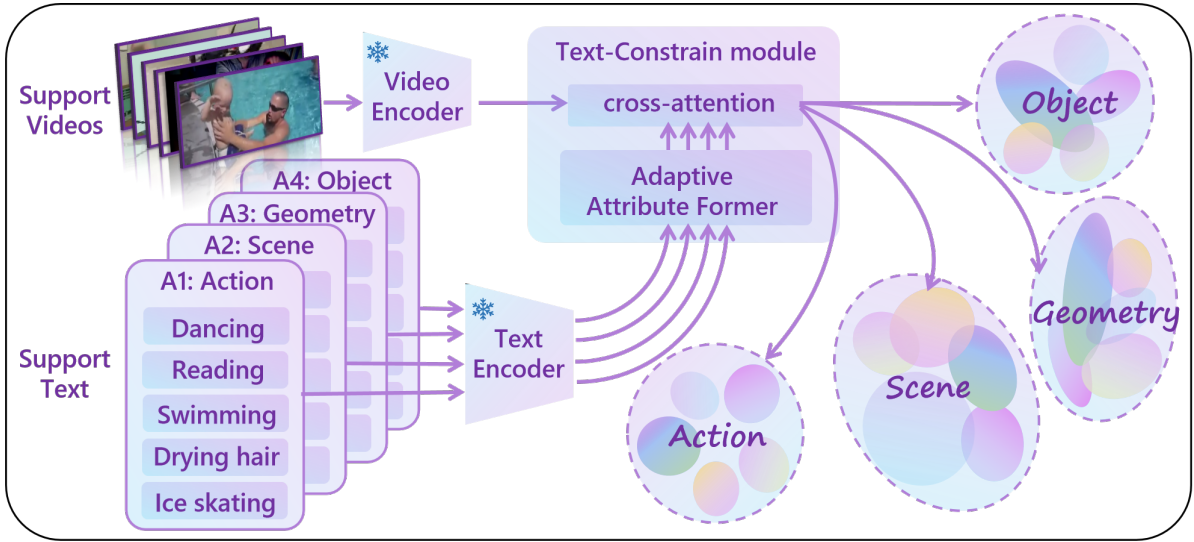 Support
Videos
Video
Encoder
Text-Constrain module
cross-attention
Adaptive
Attribute Former
Object
A4: Object
A3: Geometry
A2: Scene
A1: Action
Dancing
Reading
Swimming
Drying hair
Ice skating
Support
Text
Text
Encoder
Action
Scene
Geometry